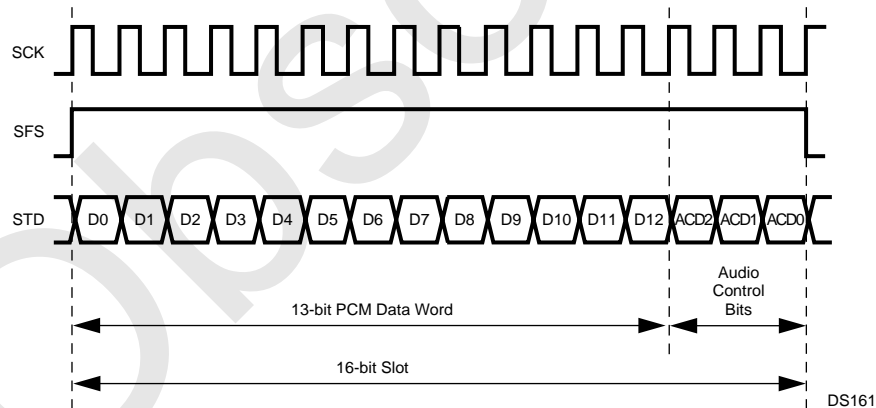 SCK
SFS
STD D0 D1 D2 D3 D4 D5 D6 D7 D8 D9 D10 D11 D12 ACD2 ACD1 ACD0
Audio
Control
Bits
13-bit PCM Data Word
16-bit Slot
DS161